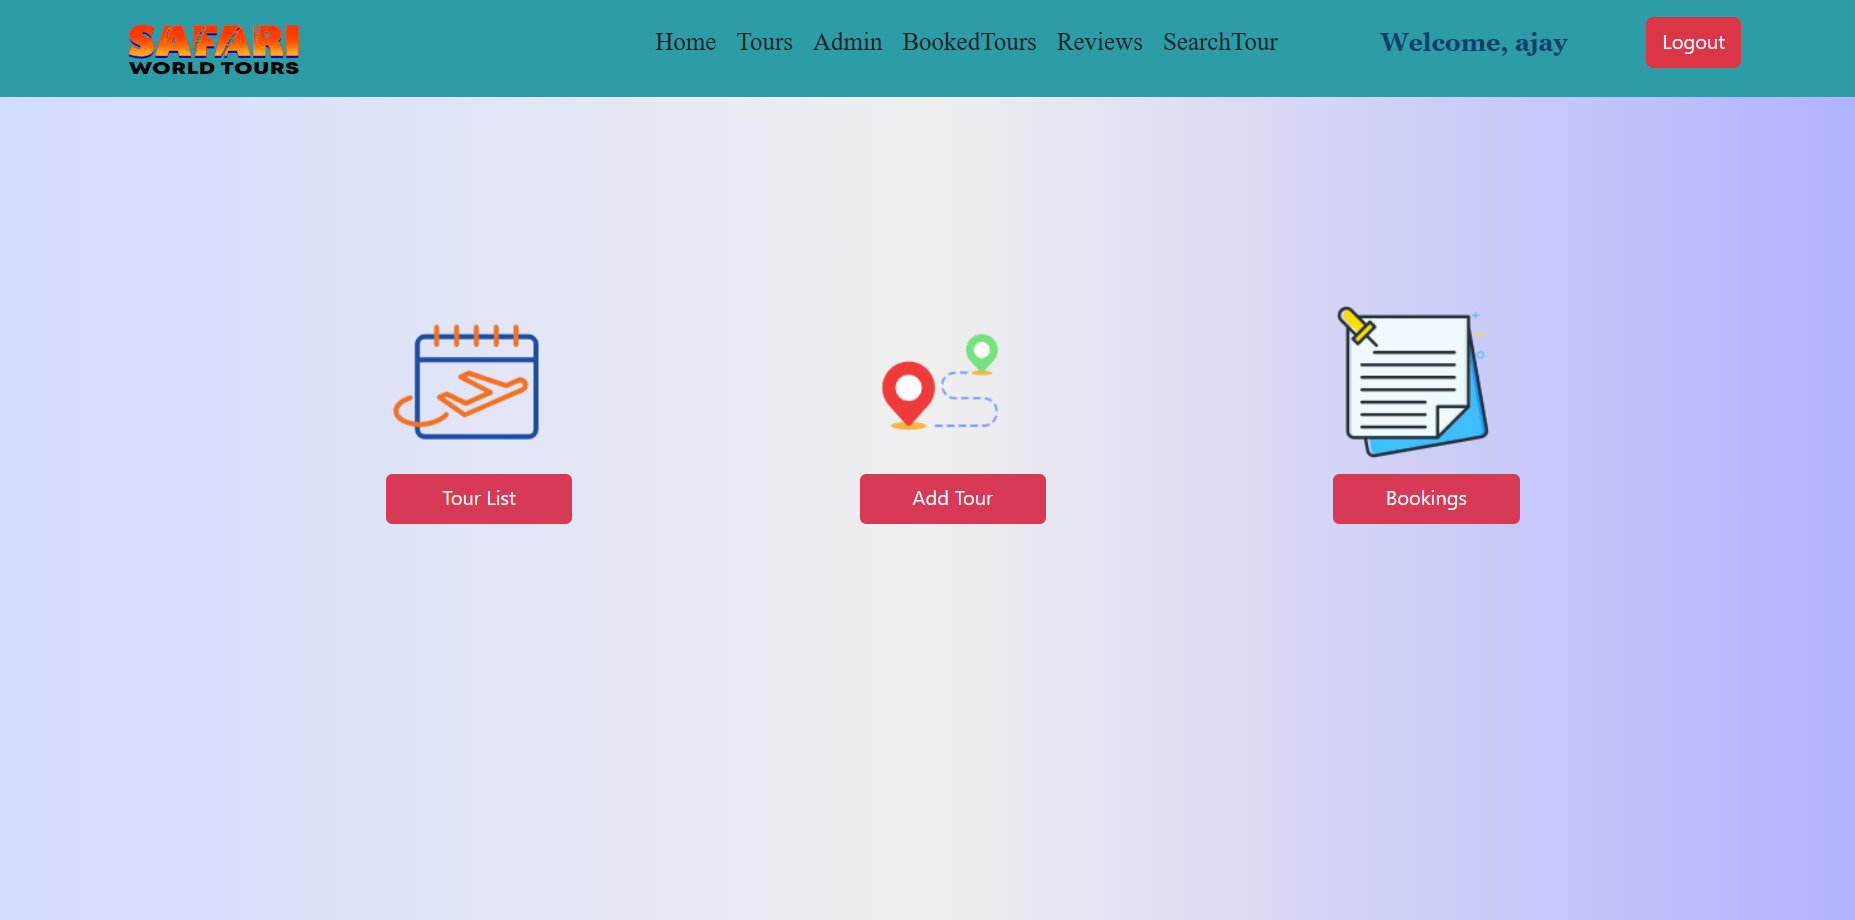 SAFARI
WORLD TOURS
Home Tours Admin BookedTours Reviews SearchTour Welcome, ajay Logout
Tour List Add Tour Bookings